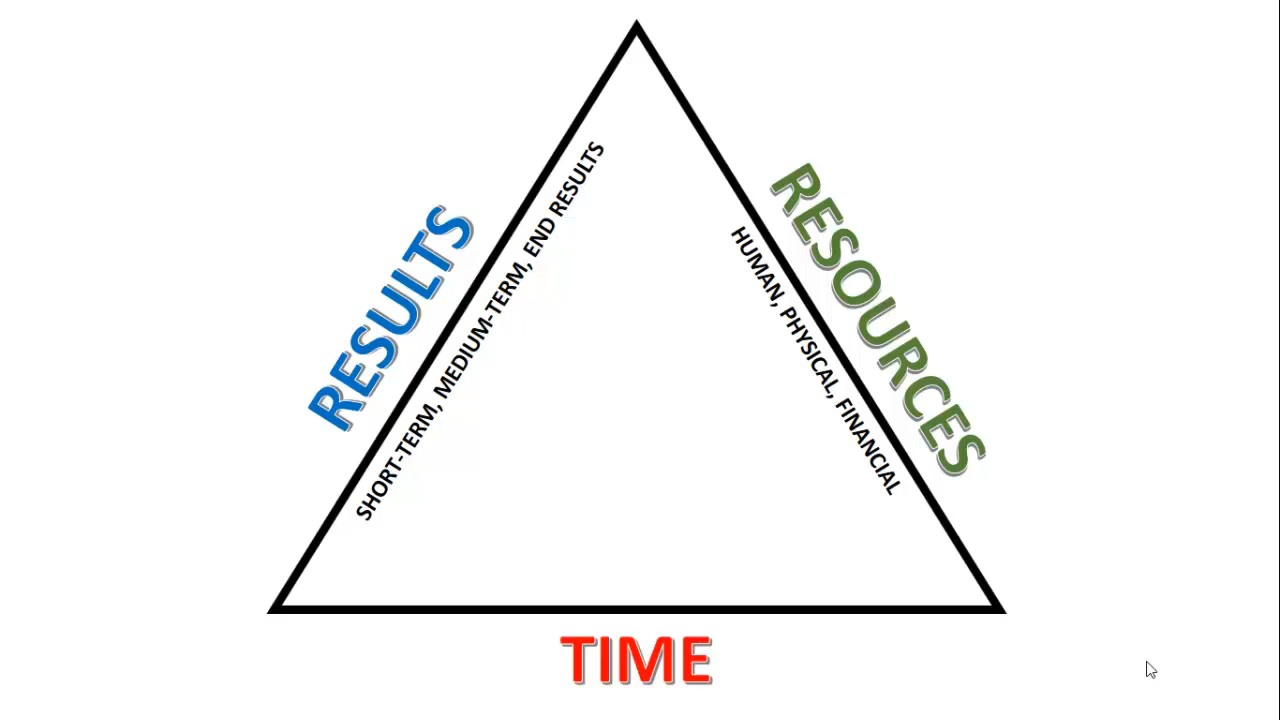 RESULTS
SHORT-TERM, MEDIUM-TERM, END RESULTS
RESOURCES
HUMAN, PHYSICAL, FINANCIAL
TIME